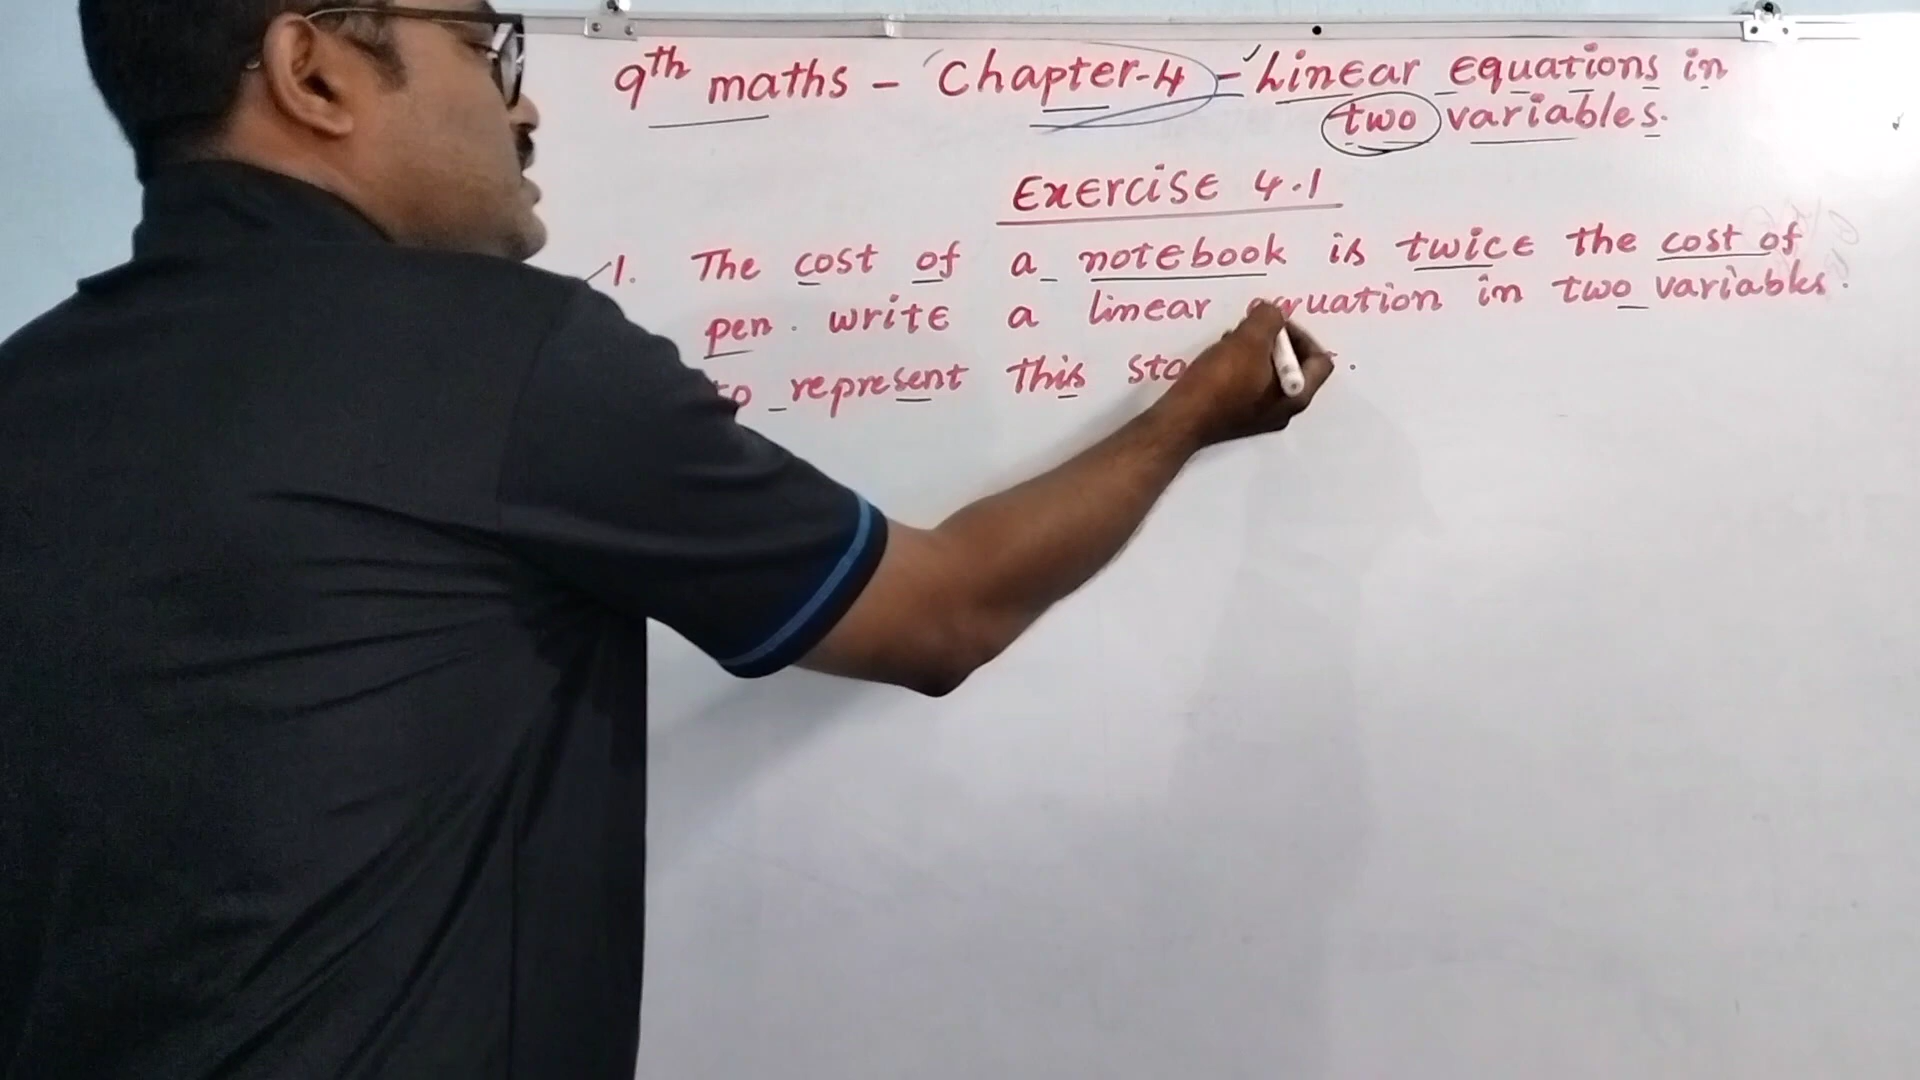 9th maths - Chapter-4 - Linear Equations in
two variables.
Exercise 4.1
1. The cost of a notebook is twice the cost of
pen. write a linear equation in two variables.
to represent this